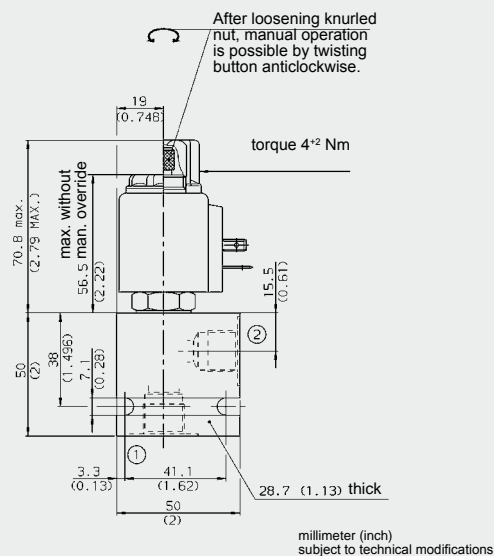 After loosening knurled
nut, manual operation
is possible by twisting
button anticlockwise.
19
(0.748)
torque 4+2 Nm
70.8 max.
(2.79 MAX.)
max. without
man. override
56.5
(2.22)
15.5
(0.61)
50
(2)
38
(1.496)
7.1
(0.28)
2
1
3.3
(0.13)
41.1
(1.62)
28.7 (1.13) thick
50
(2)
millimeter (inch)
subject to technical modifications